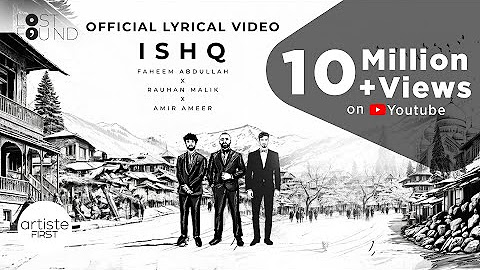 LOST
FOUND
OFFICIAL LYRICAL VIDEO
ISHQ
FAHEEM ABDULLAH
X
RAUHAN MALIK
X
AMIR AMEER
10 Million
+Views
on YouTube
artiste
FIRST